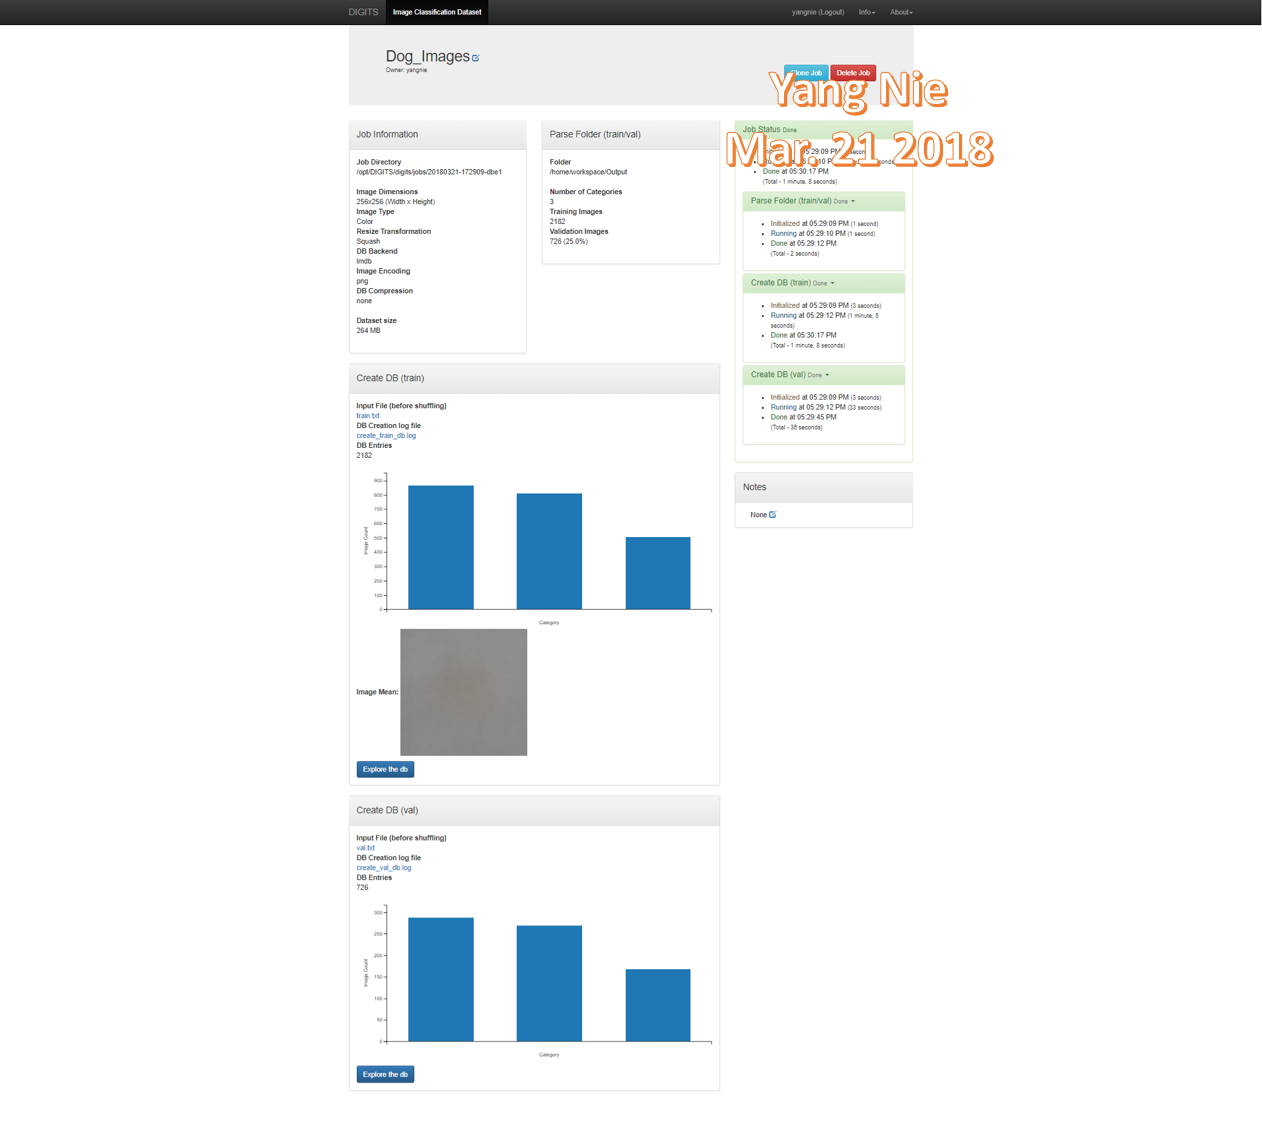 DIGITS Image Classification Dataset yangnie (Logout) Info About
Dog_Images
Owner: yangnie
Clone Job Delete Job
Yang Nie
Mar. 21 2018
Job Information
Job Directory
/opt/DIGITS/digits/jobs/20180321-172909-dbe1
Image Dimensions
256x256 (Width x Height)
Image Type
Color
Resize Transformation
Squash
DB Backend
lmdb
Image Encoding
png
DB Compression
none
Dataset size
264 MB
Parse Folder (train/val)
Folder
/home/workspace/Output
Number of Categories
3
Training Images
2182
Validation Images
726 (25.0%)
Job Status Done
05:29:09 PM
Done at 05:30:17 PM
(Total - 1 minute, 8 seconds)
Parse Folder (train/val) Done
Initialized at 05:29:09 PM (1 second)
Running at 05:29:10 PM (1 second)
Done at 05:29:12 PM
(Total - 2 seconds)
Create DB (train) Done
Initialized at 05:29:09 PM (3 seconds)
Running at 05:29:12 PM (1 minute, 5
seconds)
Done at 05:30:17 PM
(Total - 1 minute, 8 seconds)
Create DB (val) Done
Initialized at 05:29:09 PM (3 seconds)
Running at 05:29:12 PM (33 seconds)
Done at 05:29:45 PM
(Total - 36 seconds)
Notes
None
Create DB (train)
Input File (before shuffling)
train.txt
DB Creation log file
create_train_db.log
DB Entries
2182
900
800
700
600
500
400
300
200
100
0
Image Count
Category
Image Mean:
Explore the db
Create DB (val)
Input File (before shuffling)
val.txt
DB Creation log file
create_val_db.log
DB Entries
726
300
250
200
150
100
50
0
Image Count
Category
Explore the db